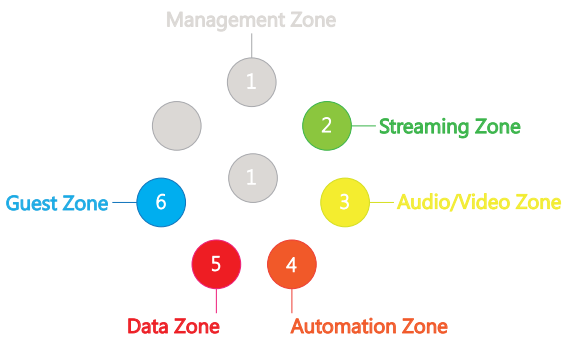 Management Zone
1
2
Streaming Zone
1
Guest Zone
6
3
Audio/Video Zone
5
4
Data Zone
Automation Zone